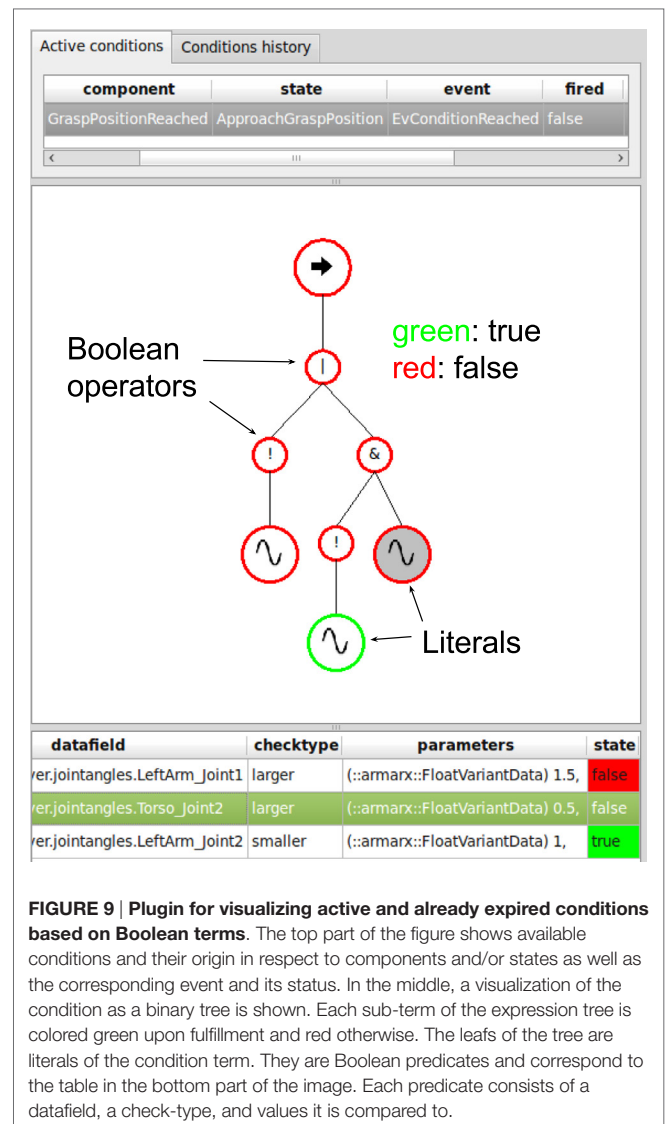 Active conditions Conditions history
component state event fired
GraspPositionReached ApproachGraspPosition EvConditionReached false
Boolean
operators
green: true
red: false
|
! &
!
Literals
datafield checktype parameters state
ver.jointangles.LeftArm_Joint1 larger (::armarx::FloatVariantData) 1.5, false
ver.jointangles.Torso_Joint2 larger (::armarx::FloatVariantData) 0.5, false
ver.jointangles.LeftArm_Joint2 smaller (::armarx::FloatVariantData) 1, true
FIGURE 9 | Plugin for visualizing active and already expired conditions
based on Boolean terms. The top part of the figure shows available
conditions and their origin in respect to components and/or states as well as
the corresponding event and its status. In the middle, a visualization of the
condition as a binary tree is shown. Each sub-term of the expression tree is
colored green upon fulfillment and red otherwise. The leafs of the tree are
literals of the condition term. They are Boolean predicates and correspond to
the table in the bottom part of the image. Each predicate consists of a
datafield, a check-type, and values it is compared to.